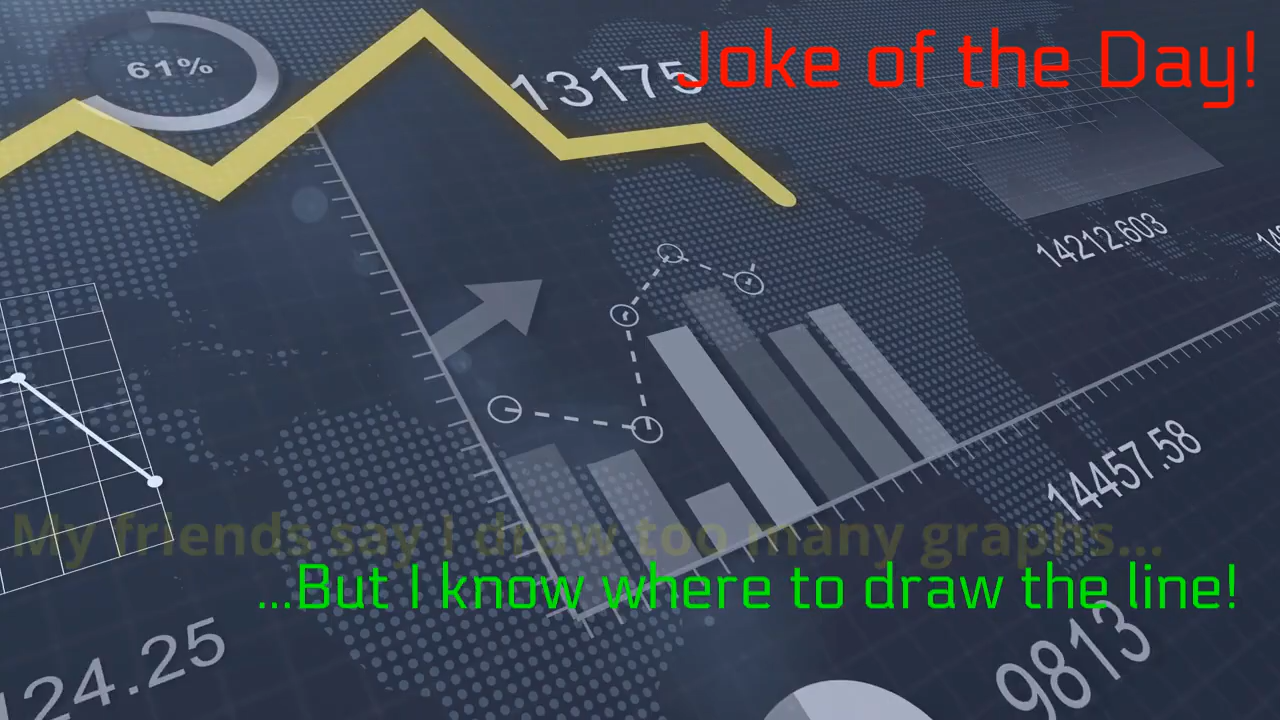 Joke of the Day!
61%
13175
14212.603
14457.58
My friends say I draw too many graphs...
...But I know where to draw the line!
124.25
9813